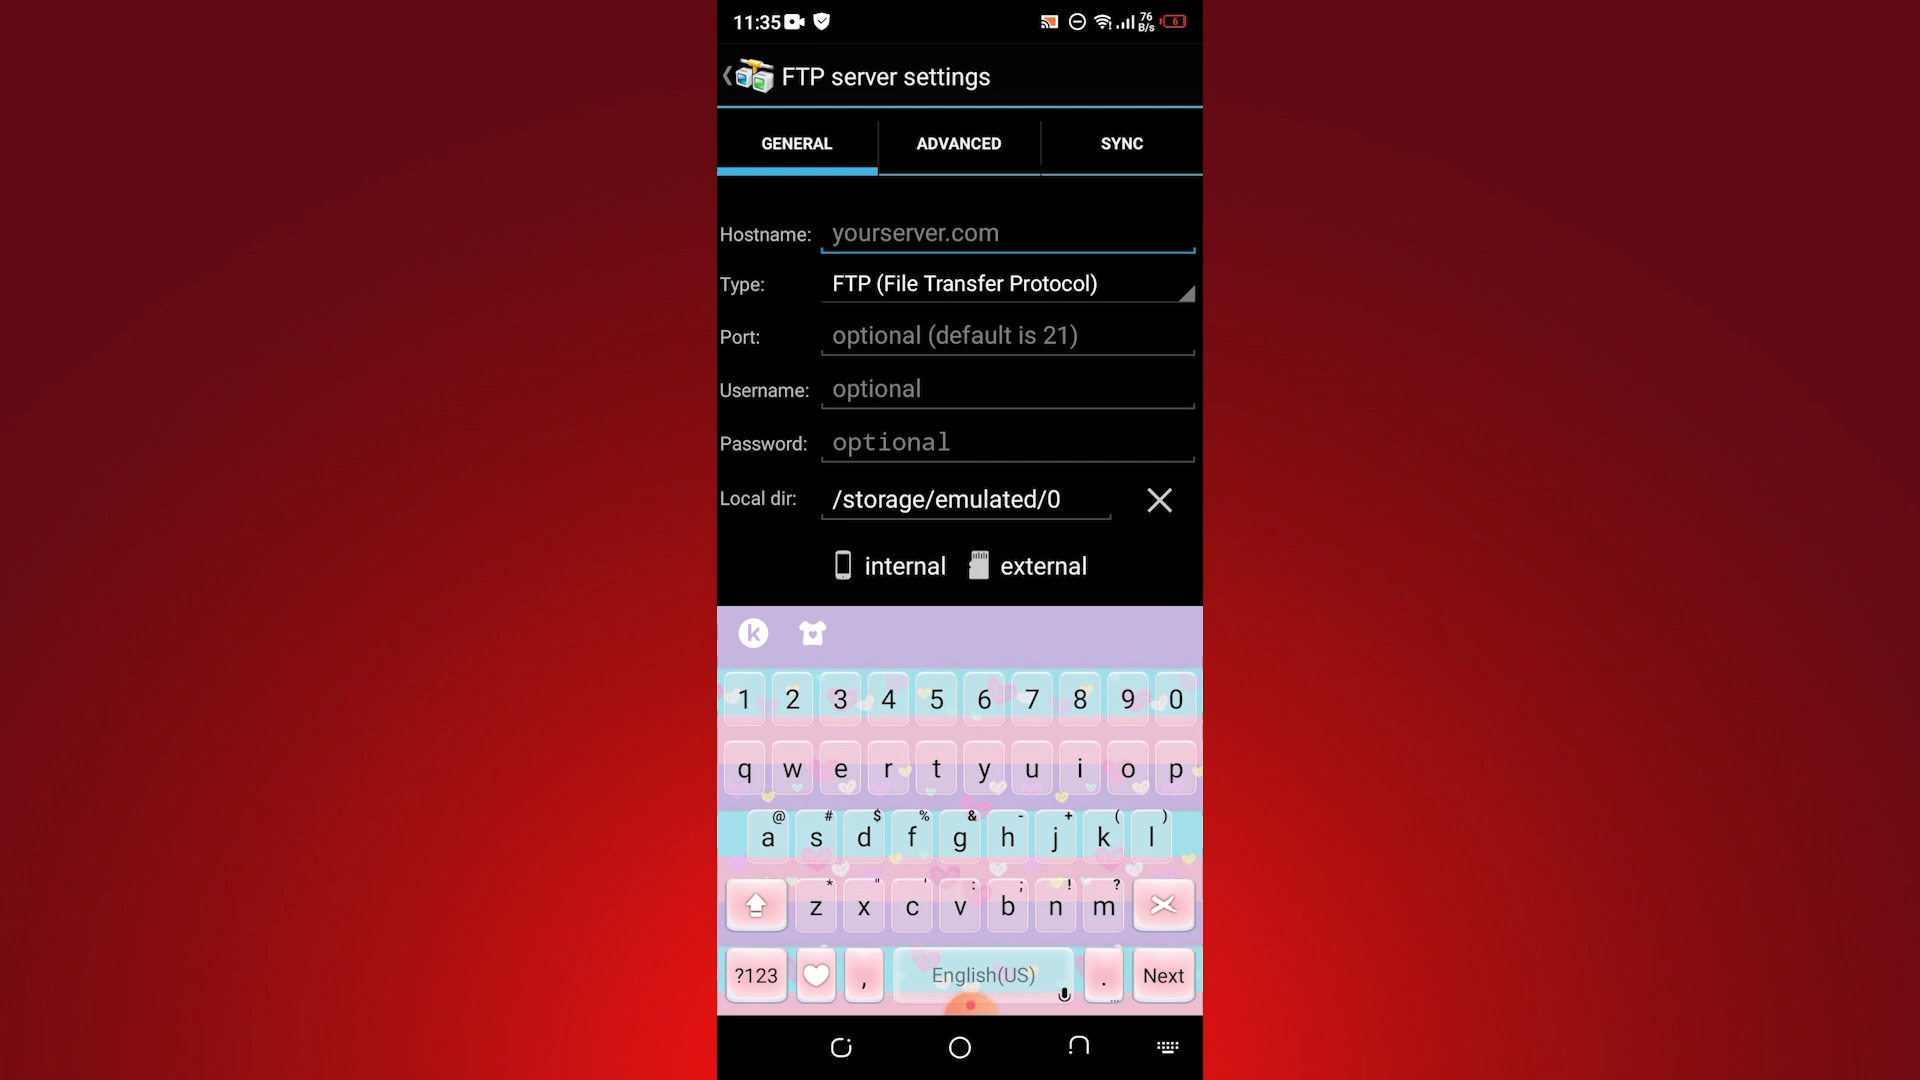 11:35 76 B/s 6
FTP server settings
GENERAL ADVANCED SYNC
Hostname: yourserver.com
Type: FTP (File Transfer Protocol)
Port: optional (default is 21)
Username: optional
Password: optional
Local dir: /storage/emulated/0
internal external
k
1 2 3 4 5 6 7 8 9 0
q w e r t y u i o p
@ # $ % & - + ( )
a s d f g h j k l
* " ' : ; ! ?
z x c v b n m
?123 , English(US) . ... Next